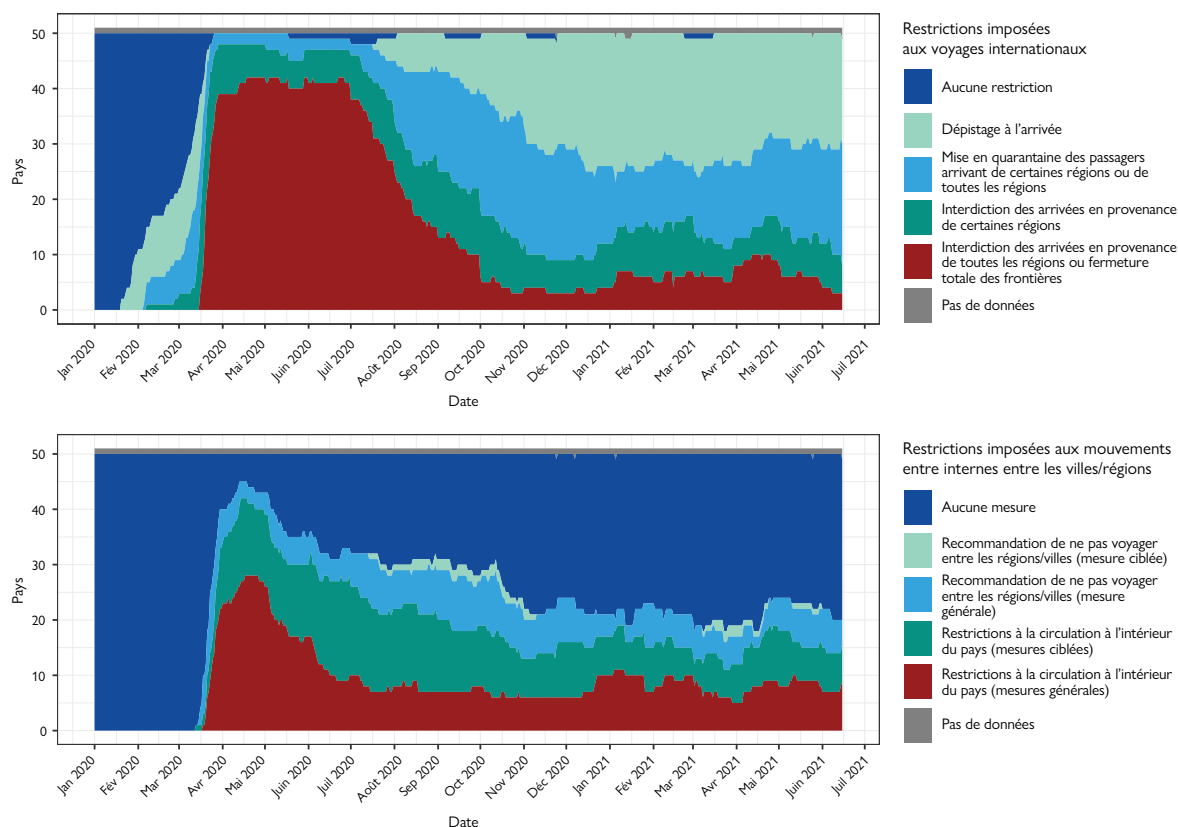 Restrictions imposées
aux voyages internationaux
Aucune restriction
Dépistage à l'arrivée
Mise en quarantaine des passagers
arrivant de certaines régions ou de
toutes les régions
Interdiction des arrivées en provenance
de certaines régions
Interdiction des arrivées en provenance
de toutes les régions ou fermeture
totale des frontières
Pas de données
Pays
50
40
30
20
10
0
Jan 2020
Fév 2020
Mar 2020
Avr 2020
Mai 2020
Juin 2020
Juil 2020
Août 2020
Sep 2020
Oct 2020
Nov 2020
Déc 2020
Jan 2021
Fév 2021
Mar 2021
Avr 2021
Mai 2021
Juin 2021
Juil 2021
Date
Restrictions imposées aux mouvements
entre internes entre les villes/régions
Aucune mesure
Recommandation de ne pas voyager
entre les régions/villes (mesure ciblée)
Recommandation de ne pas voyager
entre les régions/villes (mesure
générale)
Restrictions à la circulation à l'intérieur
du pays (mesures ciblées)
Restrictions à la circulation à l'intérieur
du pays (mesures générales)
Pas de données
Pays
50
40
30
20
10
0
Jan 2020
Fév 2020
Mar 2020
Avr 2020
Mai 2020
Juin 2020
Juil 2020
Août 2020
Sep 2020
Oct 2020
Nov 2020
Déc 2020
Jan 2021
Fév 2021
Mar 2021
Avr 2021
Mai 2021
Juin 2021
Juil 2021
Date